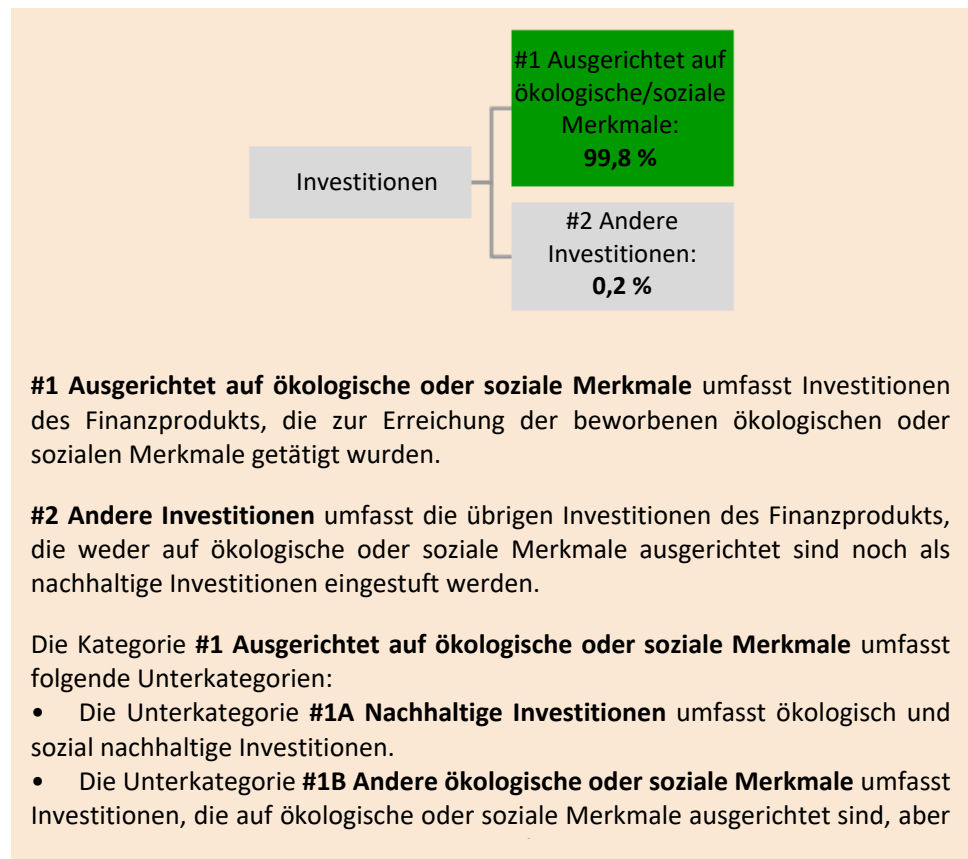 #1 Ausgerichtet auf
ökologische/soziale
Merkmale:
99,8 %
Investitionen
#2 Andere
Investitionen:
0,2 %
#1 Ausgerichtet auf ökologische oder soziale Merkmale umfasst Investitionen
des Finanzprodukts, die zur Erreichung der beworbenen ökologischen oder
sozialen Merkmale getätigt wurden.
#2 Andere Investitionen umfasst die übrigen Investitionen des Finanzprodukts,
die weder auf ökologische oder soziale Merkmale ausgerichtet sind noch als
nachhaltige Investitionen eingestuft werden.
Die Kategorie #1 Ausgerichtet auf ökologische oder soziale Merkmale umfasst
folgende Unterkategorien:
• Die Unterkategorie #1A Nachhaltige Investitionen umfasst ökologisch und
sozial nachhaltige Investitionen.
• Die Unterkategorie #1B Andere ökologische oder soziale Merkmale umfasst
Investitionen, die auf ökologische oder soziale Merkmale ausgerichtet sind, aber